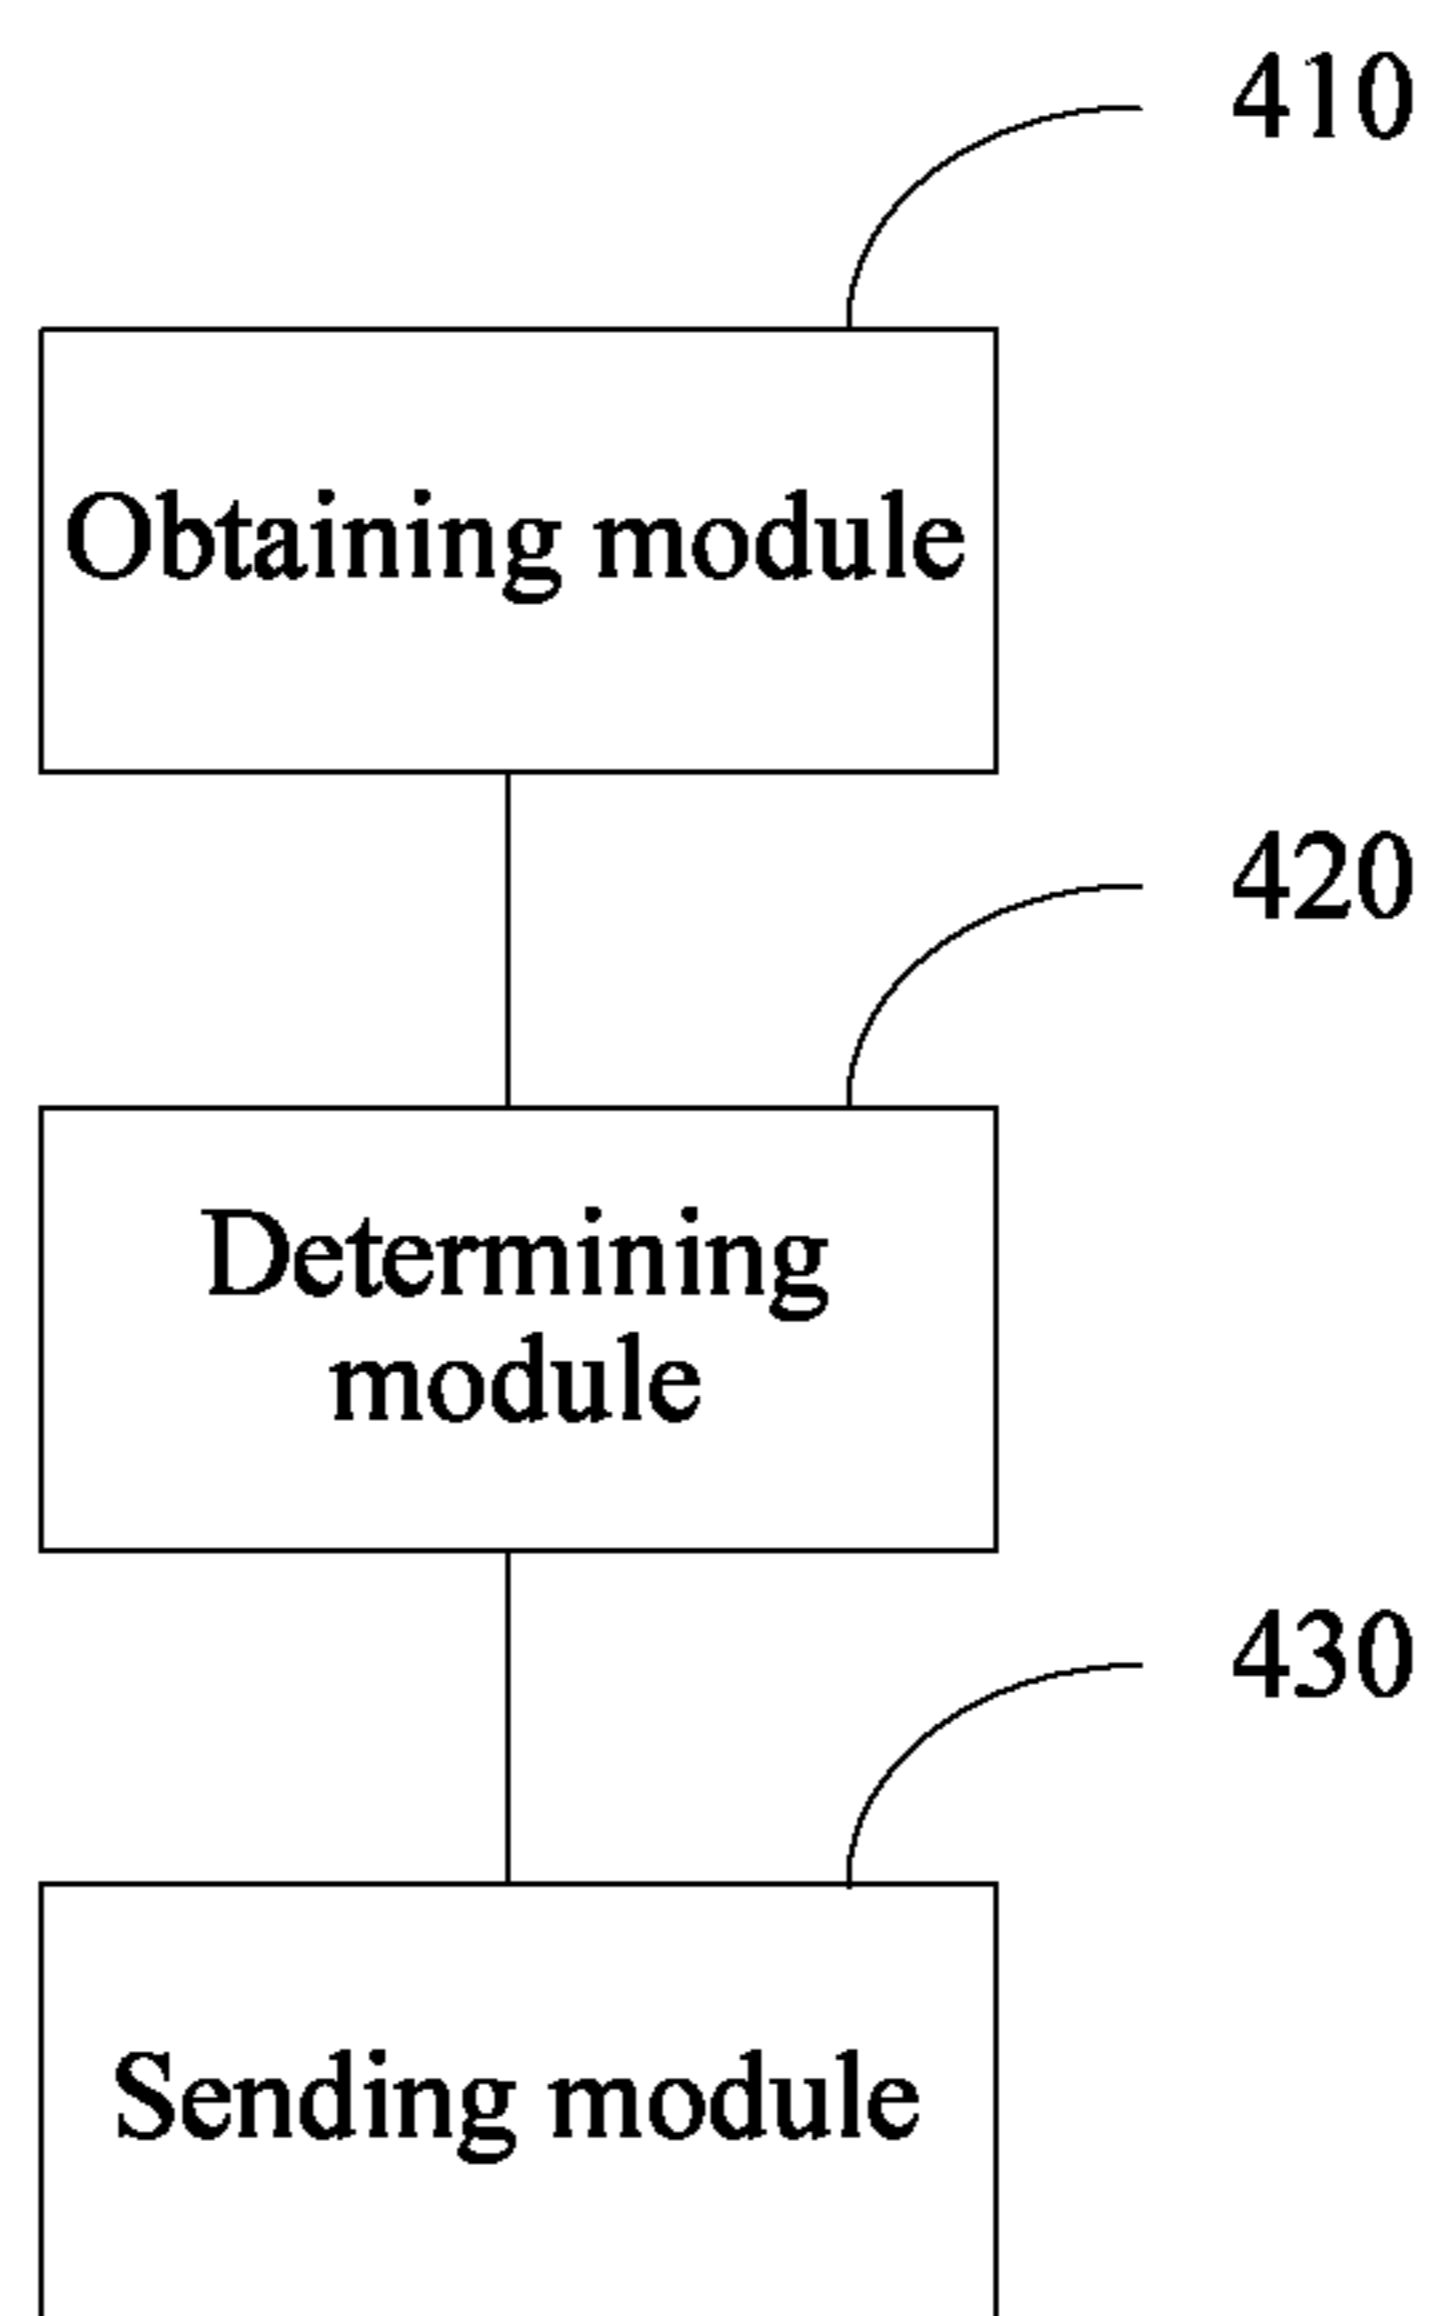 410
Obtaining module
420
Determining
module
430
Sending module